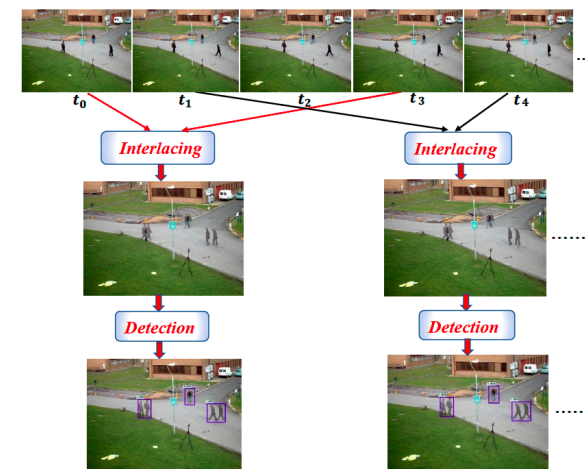 t0 t1 t2 t3 t4 ...
Interlacing Interlacing
......
Detection Detection
......